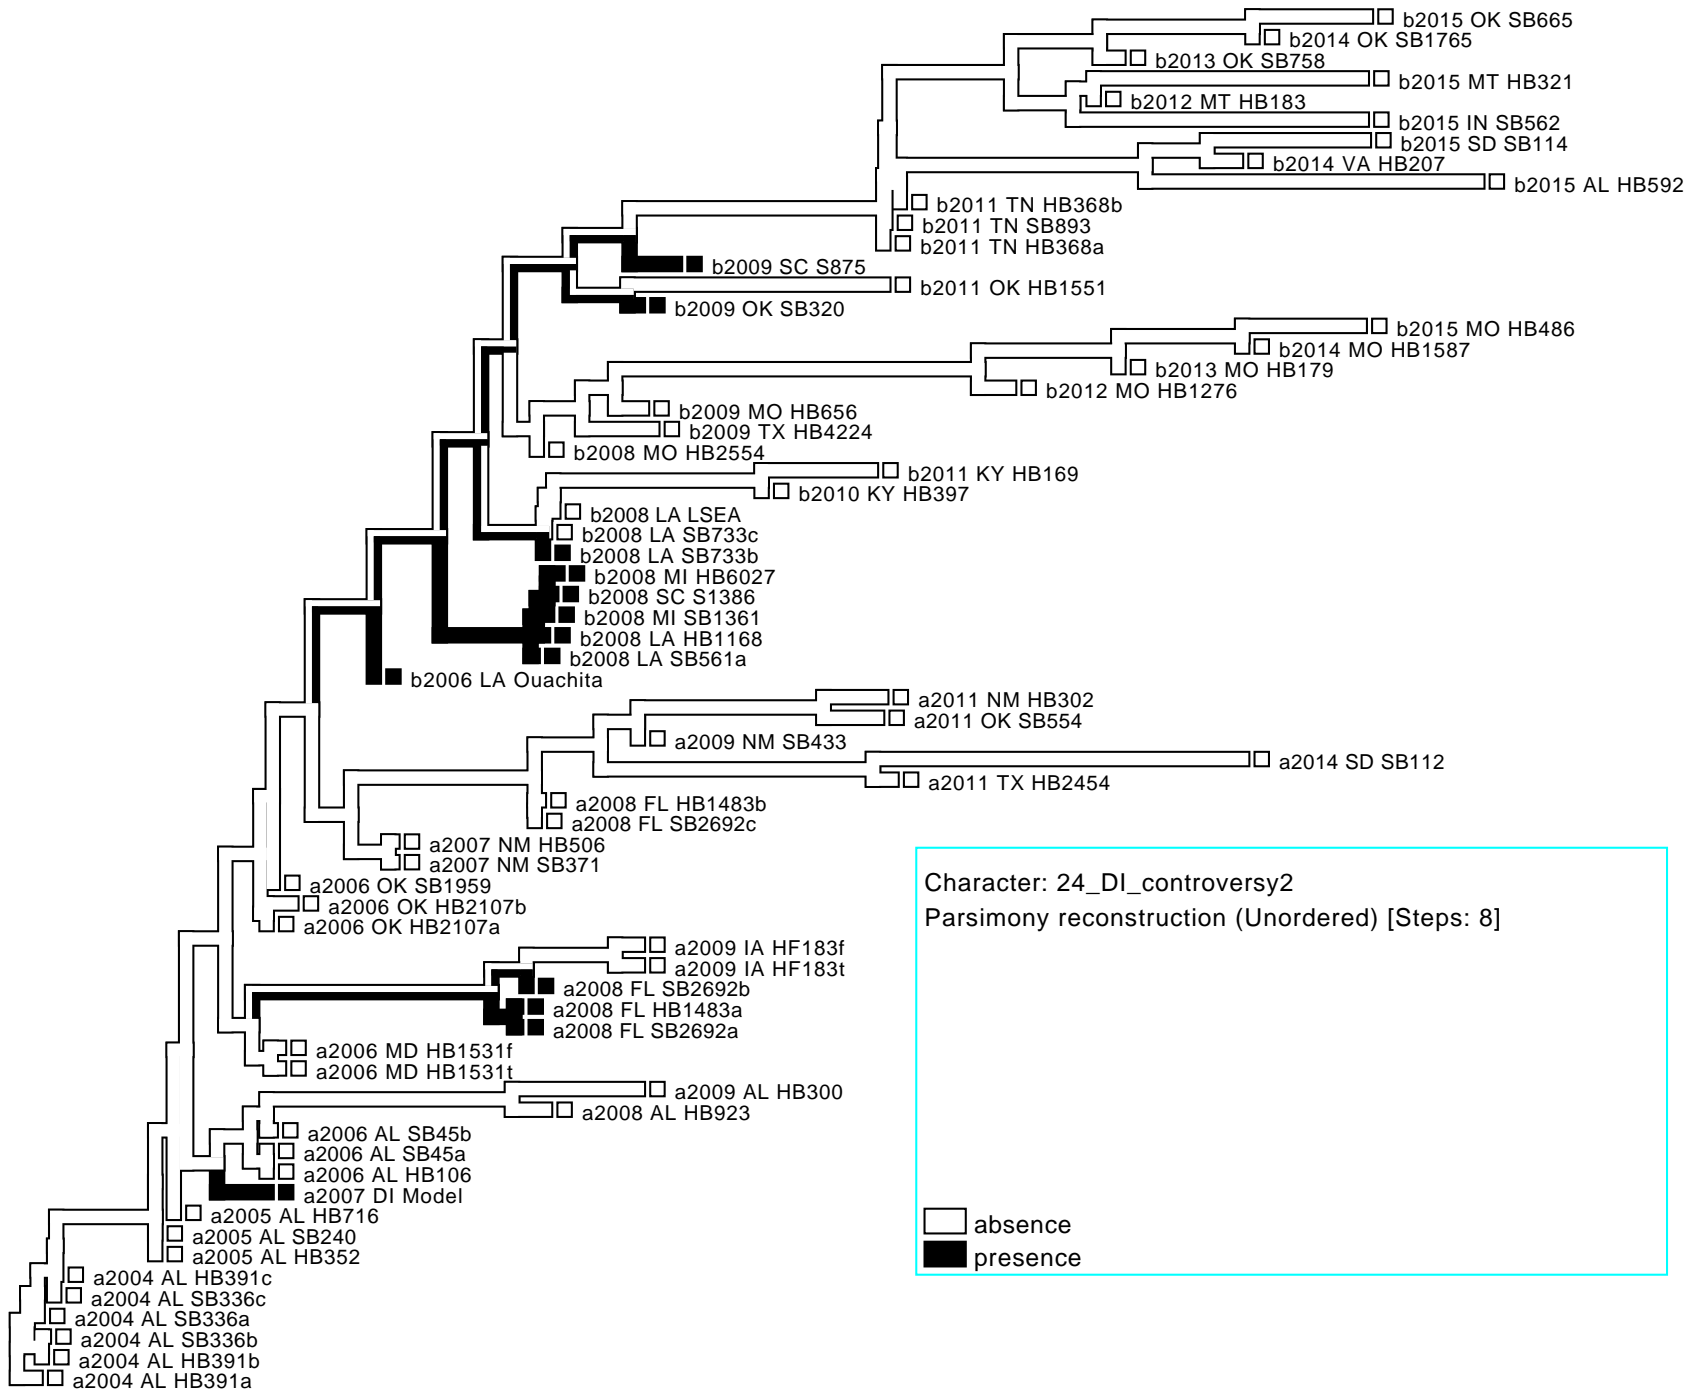 b2015 OK SB665
b2014 OK SB1765
b2013 OK SB758
b2015 MT HB321
b2012 MT HB183
b2015 IN SB562
b2015 SD SB114
b2014 VA HB207
b2015 AL HB592
b2011 TN HB368b
b2011 TN SB893
b2011 TN HB368a
b2009 SC S875
b2011 OK HB1551
b2009 OK SB320
b2015 MO HB486
b2014 MO HB1587
b2013 MO HB179
b2012 MO HB1276
b2009 MO HB656
b2009 TX HB4224
b2008 MO HB2554
b2011 KY HB169
b2010 KY HB397
b2008 LA LSEA
b2008 LA SB733c
b2008 LA SB733b
b2008 MI HB6027
b2008 SC S1386
b2008 MI SB1361
b2008 LA HB1168
b2008 LA SB561a
b2006 LA Ouachita
a2011 NM HB302
a2011 OK SB554
a2009 NM SB433
a2014 SD SB112
a2011 TX HB2454
a2008 FL HB1483b
a2008 FL SB2692c
a2007 NM HB506
a2007 NM SB371
a2006 OK SB1959
a2006 OK HB2107b
a2006 OK HB2107a
a2009 IA HF183f
a2009 IA HF183t
a2008 FL SB2692b
a2008 FL HB1483a
a2008 FL SB2692a
a2006 MD HB1531f
a2006 MD HB1531t
a2009 AL HB300
a2008 AL HB923
a2006 AL SB45b
a2006 AL SB45a
a2006 AL HB106
a2007 DI Model
a2005 AL HB716
a2005 AL SB240
a2005 AL HB352
a2004 AL HB391c
a2004 AL SB336c
a2004 AL SB336a
a2004 AL SB336b
a2004 AL HB391b
a2004 AL HB391a
Character: 24_DI_controversy2
Parsimony reconstruction (Unordered) [Steps: 8]
absence
presence